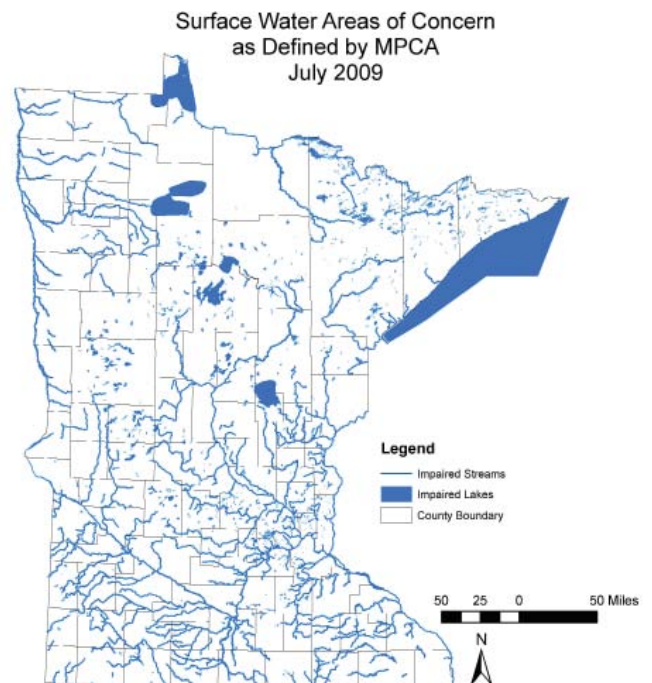 Surface Water Areas of Concern
as Defined by MPCA
July 2009
Legend
Impaired Streams
Impaired Lakes
County Boundary
50 25 0 50 Miles
N